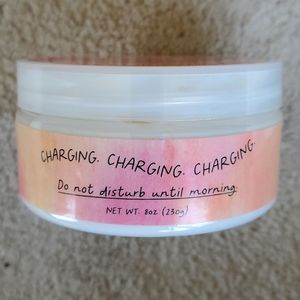 CHARGING. CHARGING. CHARGING.
Do not disturb until morning.
NET WT. 8oz (230g)